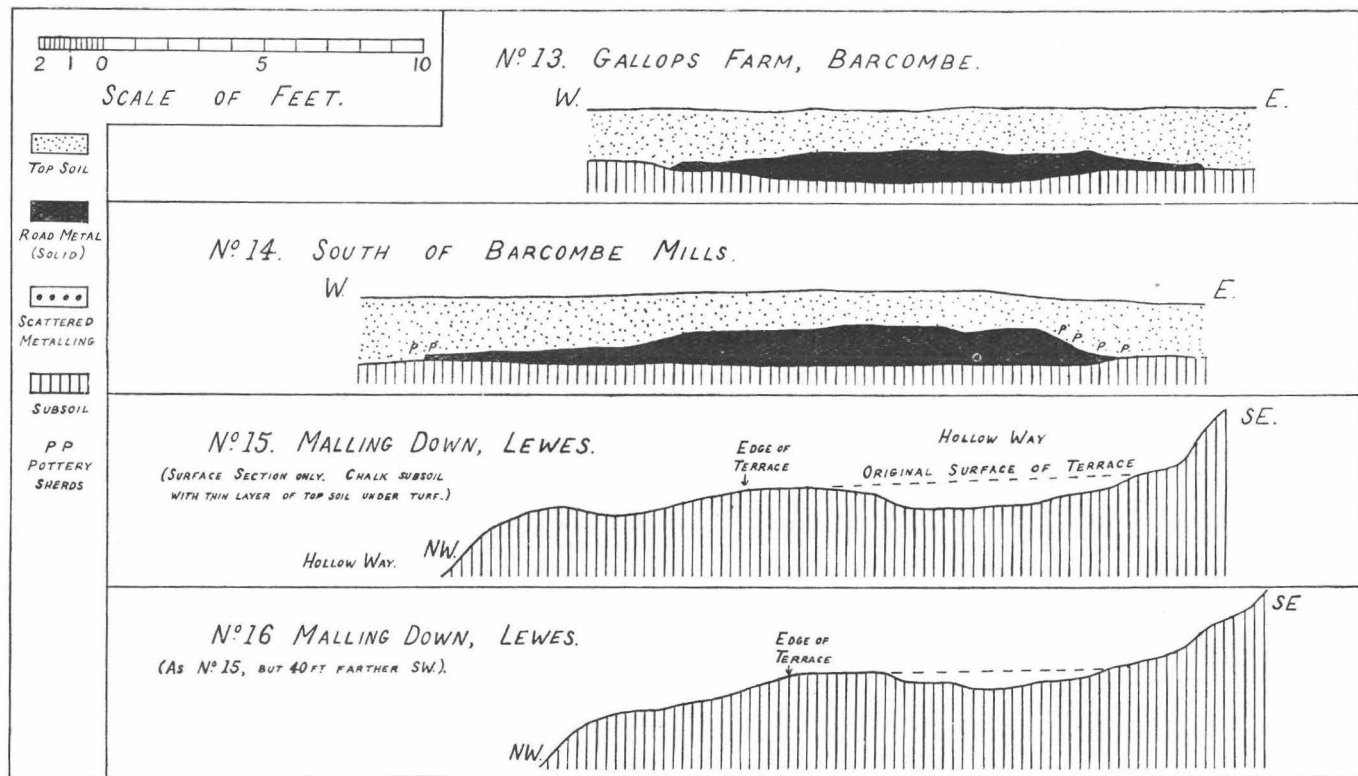 2 1 0 5 10
SCALE OF FEET.
TOP SOIL
ROAD METAL
(SOLID)
SCATTERED
METALLING
SUBSOIL
P P
POTTERY
SHERDS
Nº 13. GALLOPS FARM, BARCOMBE.
W. E.
Nº 14. SOUTH OF BARCOMBE MILLS.
W. E.
P P P P P P
Nº 15. MALLING DOWN, LEWES.
(SURFACE SECTION ONLY. CHALK SUBSOIL
WITH THIN LAYER OF TOP SOIL UNDER TURF.)
EDGE OF
TERRACE
HOLLOW WAY
ORIGINAL SURFACE OF TERRACE
SE.
NW.
HOLLOW WAY.
Nº 16 MALLING DOWN, LEWES.
(AS Nº 15, BUT 40 FT FARTHER SW.).
EDGE OF
TERRACE
SE
NW.